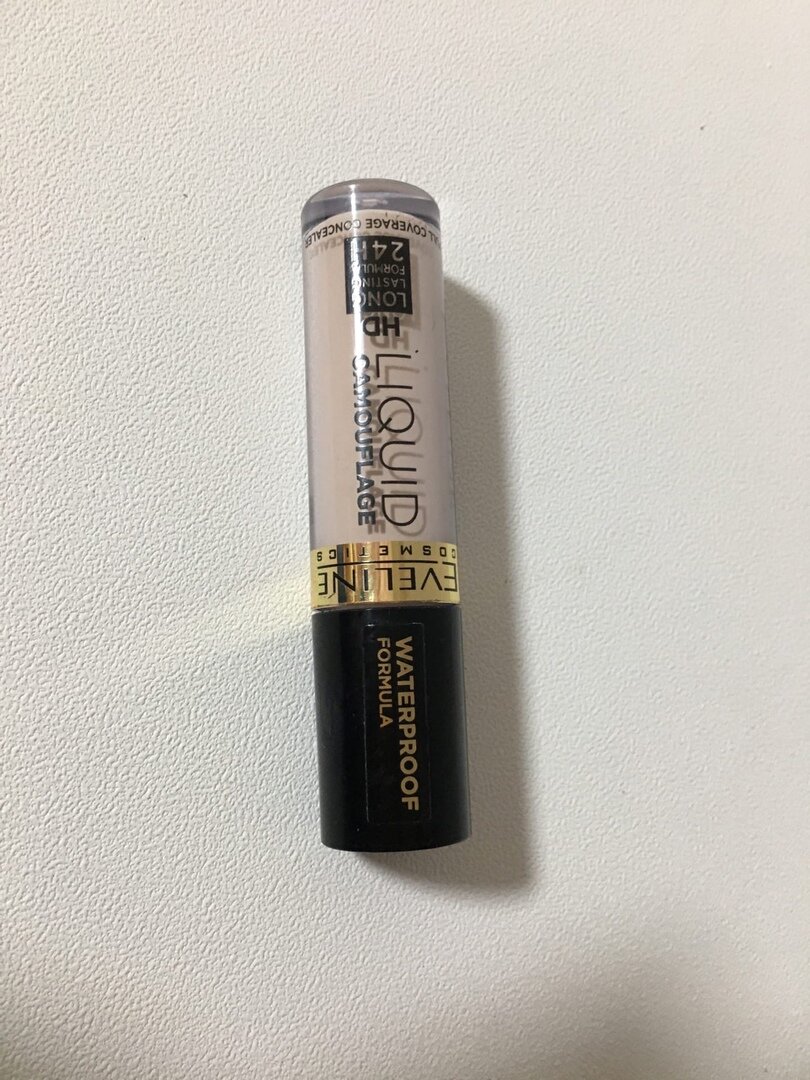 FULL COVERAGE CONCEALER
24H
LONG
LASTING
FORMULA
HD
LIQUID
CAMOUFLAGE
EVELINE
COSMETICS
WATERPROOF
FORMULA